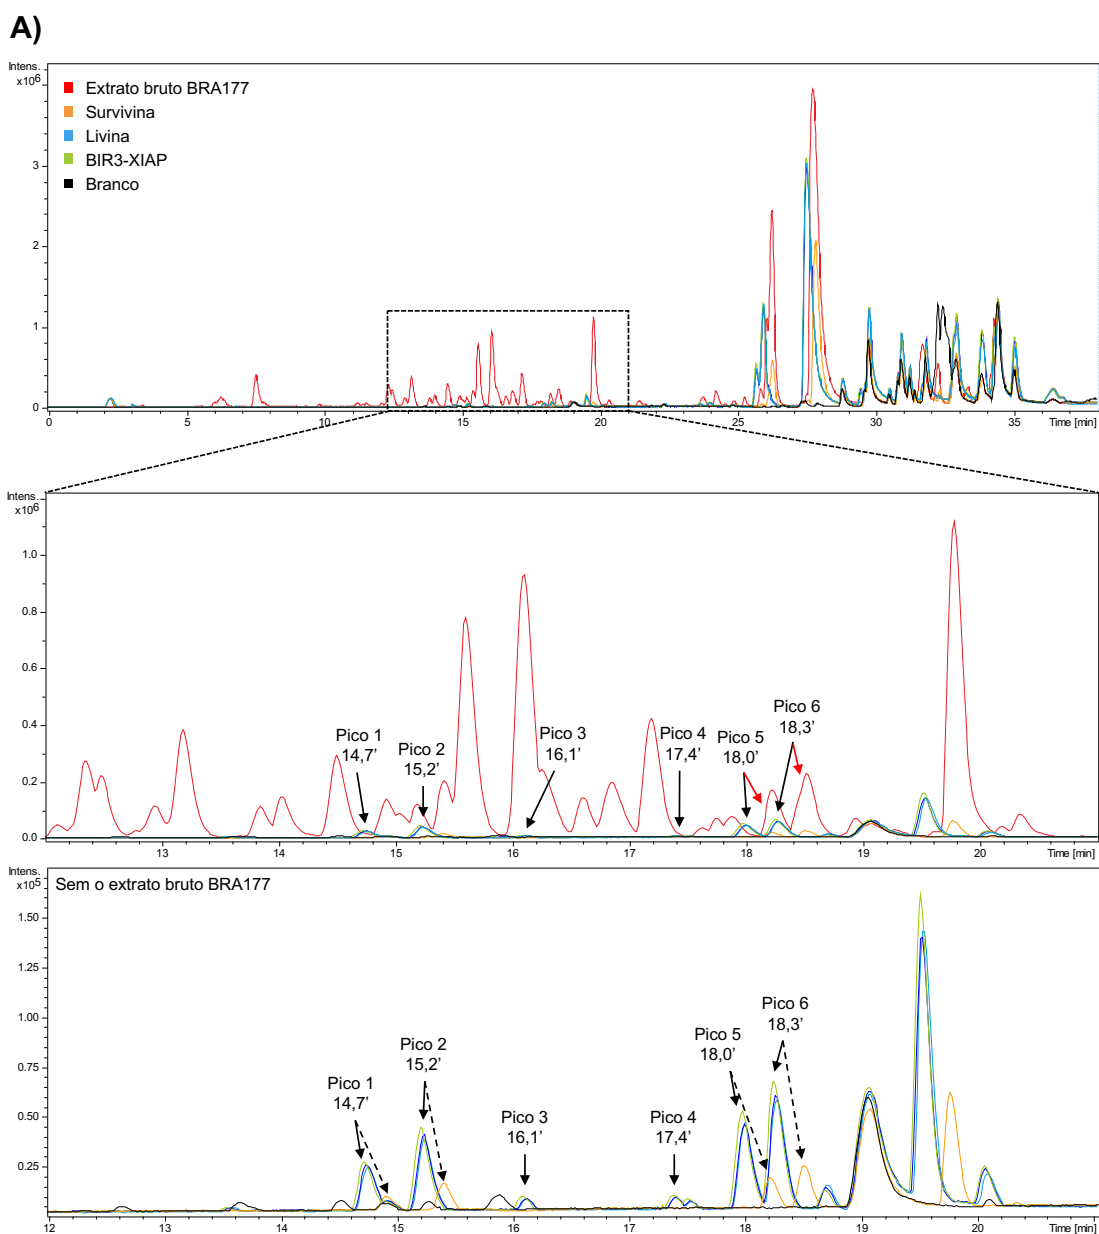 A)
Intens.
x10⁶
Extrato bruto BRA177
Survivina
Livina
BIR3-XIAP
Branco
3
2
1
0
0 5 10 15 20 25 30 35 Time [min]
Intens.
x10⁶
1.0
0.8
0.6
0.4
0.2
0.0
Pico 1
14,7’
Pico 2
15,2’
Pico 3
16,1’
Pico 4
17,4’
Pico 5
18,0’
Pico 6
18,3’
13 14 15 16 17 18 19 20 Time [min]
Intens.
x10⁵
Sem o extrato bruto BRA177
1.50
1.25
1.00
0.75
0.50
0.25
Pico 1
14,7’
Pico 2
15,2’
Pico 3
16,1’
Pico 4
17,4’
Pico 5
18,0’
Pico 6
18,3’
12 13 14 15 16 17 18 19 20 Time [min]